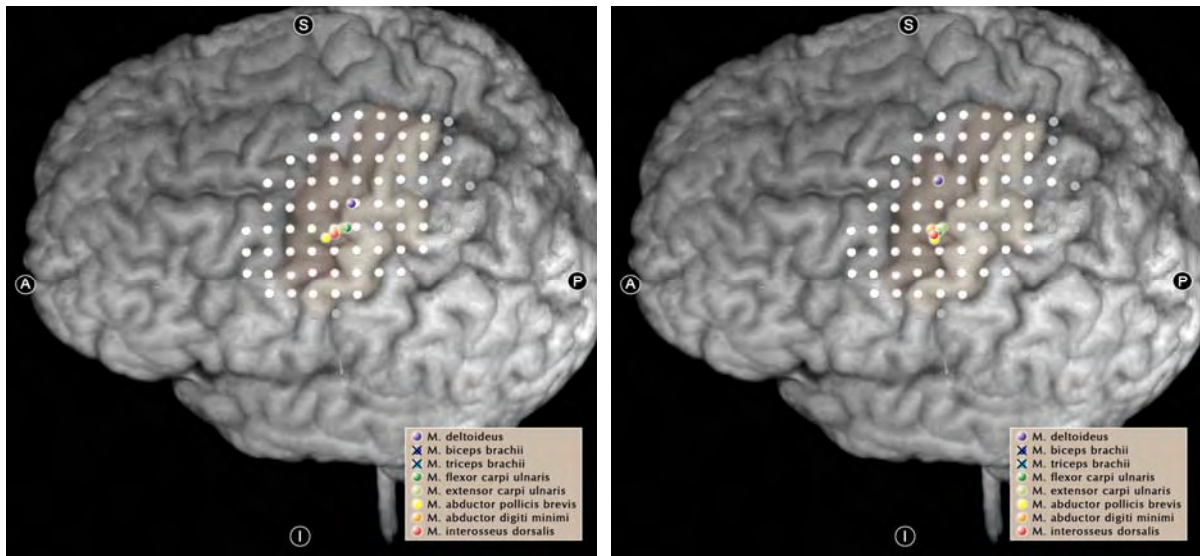 S
A
P
M. deltoideus
M. biceps brachii
M. triceps brachii
M. flexor carpi ulnaris
M. extensor carpi ulnaris
M. abductor pollicis brevis
M. abductor digiti minimi
M. interosseus dorsalis
I
S
A
P
M. deltoideus
M. biceps brachii
M. triceps brachii
M. flexor carpi ulnaris
M. extensor carpi ulnaris
M. abductor pollicis brevis
M. abductor digiti minimi
M. interosseus dorsalis
I